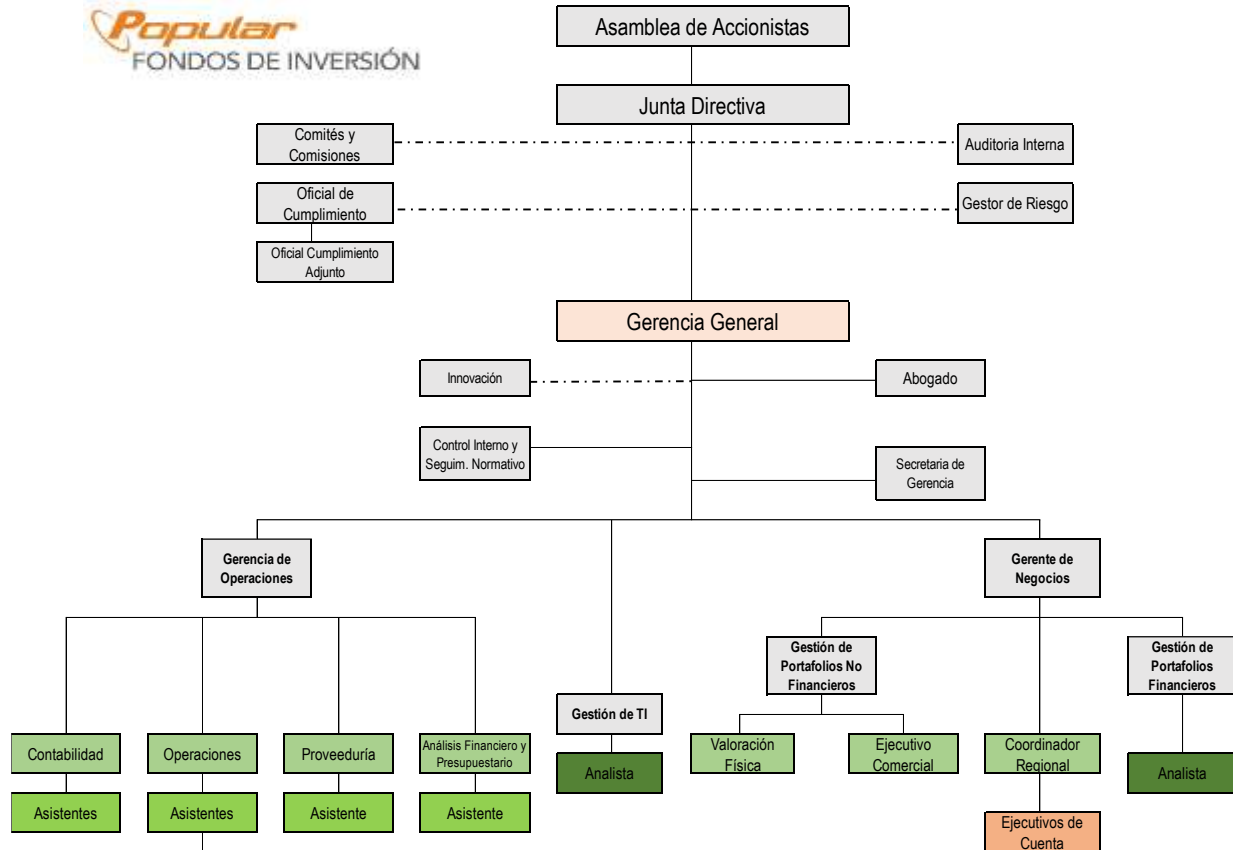 Popular
FONDOS DE INVERSIÓN
Asamblea de Accionistas
Junta Directiva
Comités y
Comisiones
Auditoria Interna
Oficial de
Cumplimiento
Gestor de Riesgo
Oficial Cumplimiento
Adjunto
Gerencia General
Innovación
Abogado
Control Interno y
Seguim. Normativo
Secretaria de
Gerencia
Gerencia de
Operaciones
Gerente de
Negocios
Gestión de
Portafolios No
Financieros
Gestión de
Portafolios
Financieros
Gestión de TI
Contabilidad
Operaciones
Proveeduría
Análisis Financiero y
Presupuestario
Analista
Valoración
Física
Ejecutivo
Comercial
Coordinador
Regional
Analista
Asistentes
Asistentes
Asistente
Asistente
Ejecutivos de
Cuenta